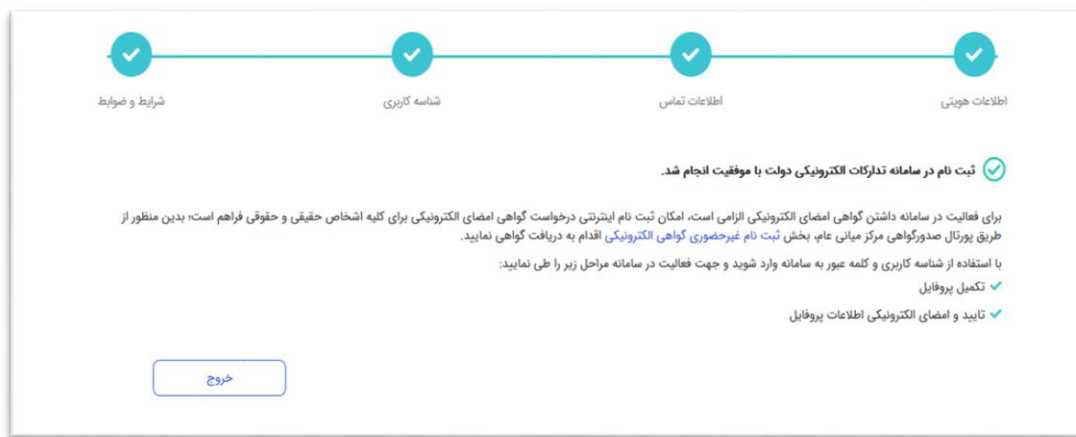 اطلاعات هویتی
اطلاعات تماس
شناسه کاربری
شرایط و ضوابط
ثبت نام در سامانه تدارکات الکترونیکی دولت با موفقیت انجام شد.
برای فعالیت در سامانه داشتن گواهی امضای الکترونیکی الزامی است، امکان ثبت نام اینترنتی درخواست گواهی امضای الکترونیکی برای کلیه اشخاص حقیقی و حقوقی فراهم است؛ بدین منظور از
طریق پورتال صدورگواهی مرکز میانی عام، بخش ثبت نام غیرحضوری گواهی الکترونیکی اقدام به دریافت گواهی نمایید.
با استفاده از شناسه کاربری و کلمه عبور به سامانه وارد شوید و جهت فعالیت در سامانه مراحل زیر را طی نمایید:
تکمیل پروفایل
تایید و امضای الکترونیکی اطلاعات پروفایل
خروج